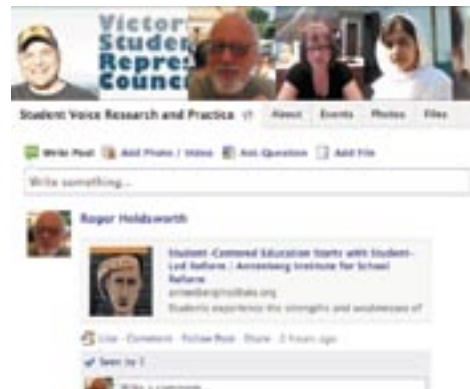 Victor
Studen
Repres
Counc
Student Voice Research and Practice
About Events Photos Files
Write Post Add Photo / Video Ask Question Add File
Write something...
Roger Holdsworth
Student-Centered Education Starts with Student-
Led Reform | Annenberg Institute for School
Reform
annenberginstitute.org
Students experience the strengths and weaknesses of
Like · Comment · Follow Post · Share · 2 hours ago
Seen by 1
Write a comment...